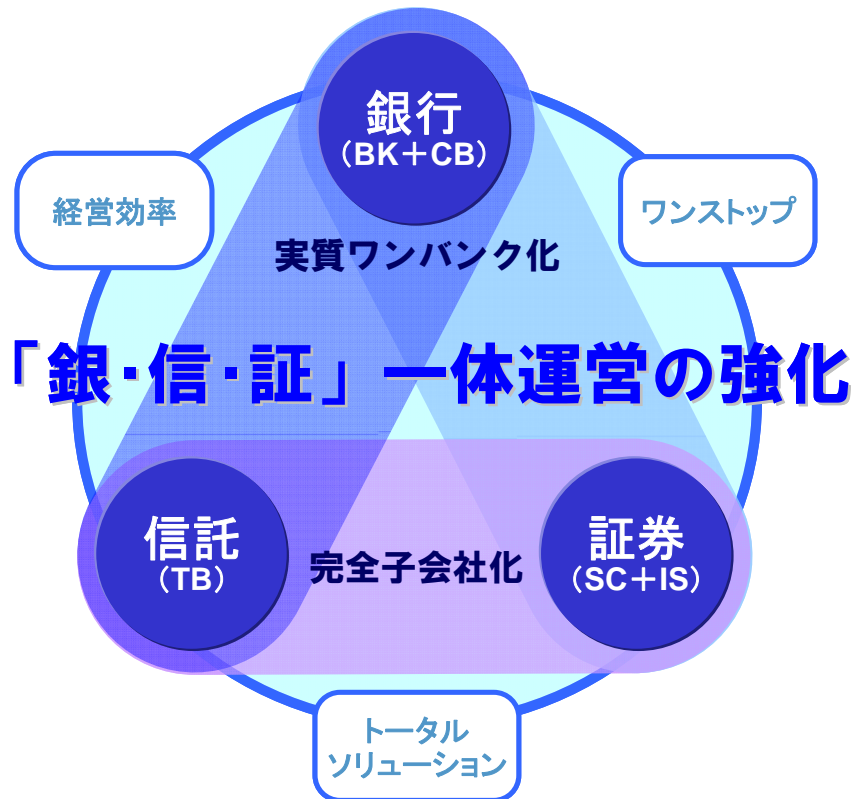 銀行
(BK+CB)
経営効率
ワンストップ
実質ワンバンク化
「銀・信・証」一体運営の強化
信託
(TB)
完全子会社化
証券
(SC+IS)
トータル
ソリューション